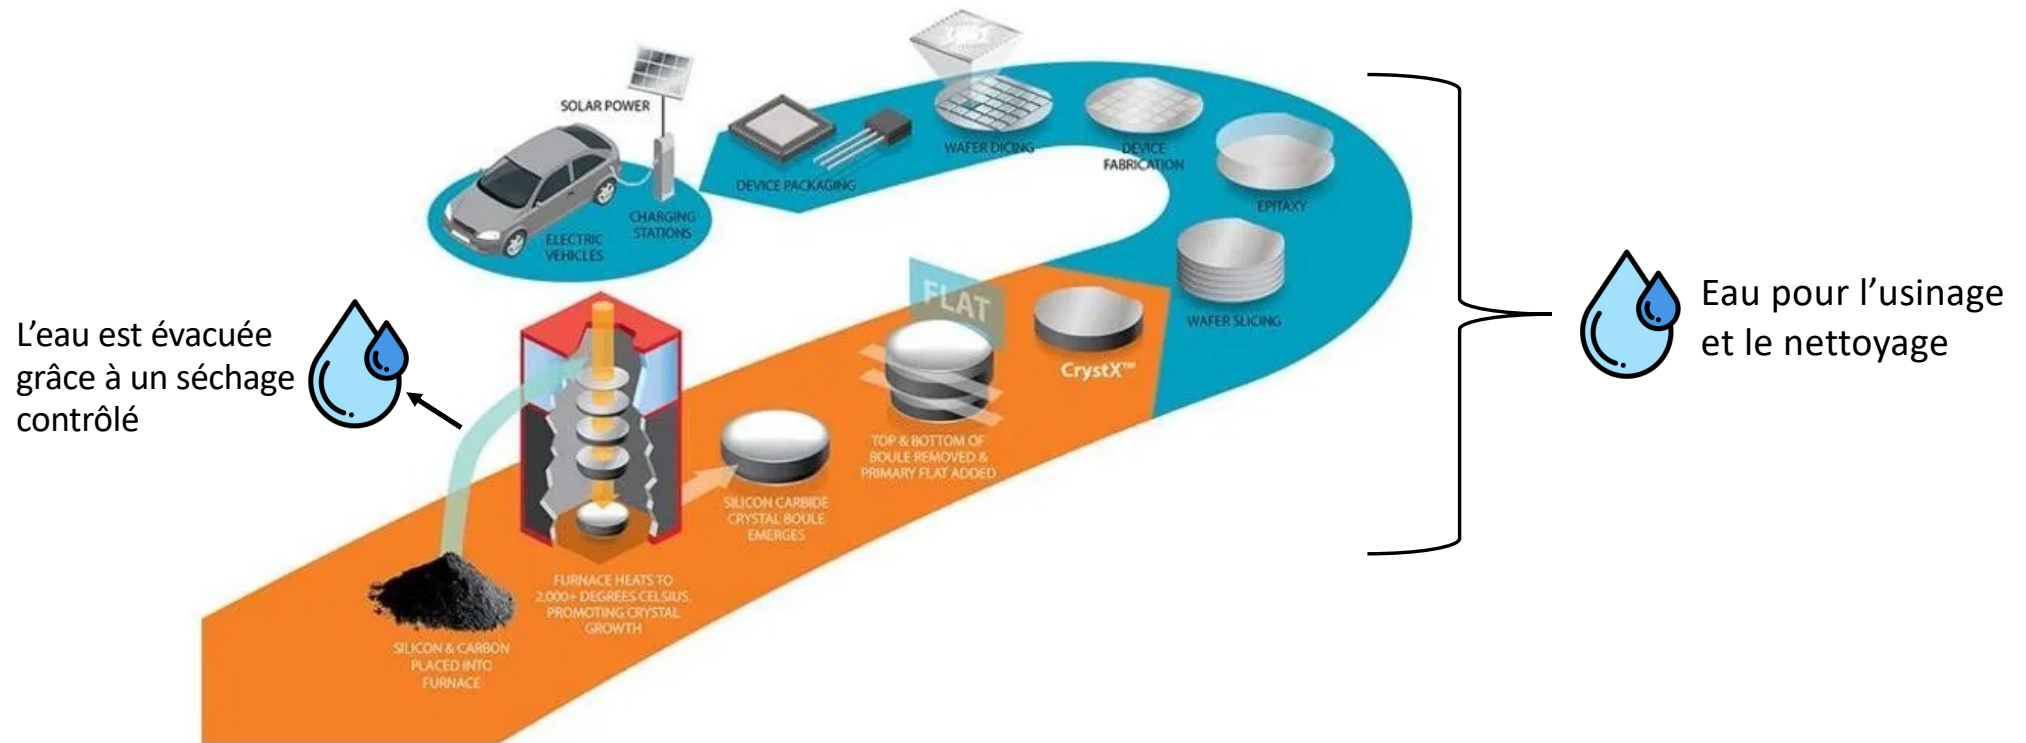 L'eau est évacuée
grâce à un séchage
contrôlé
SILICON & CARBON
PLACED INTO
FURNACE
FURNACE HEATS TO
2,000+ DEGREES CELSIUS,
PROMOTING CRYSTAL
GROWTH
SILICON CARBIDE
CRYSTAL BOULE
EMERGES
FLAT
TOP & BOTTOM OF
BOULE REMOVED &
PRIMARY FLAT ADDED
CrystX™
WAFER SLICING
EPITAXY
DEVICE
FABRICATION
WAFER DICING
DEVICE PACKAGING
SOLAR POWER
CHARGING
STATIONS
ELECTRIC
VEHICLES
Eau pour l'usinage
et le nettoyage